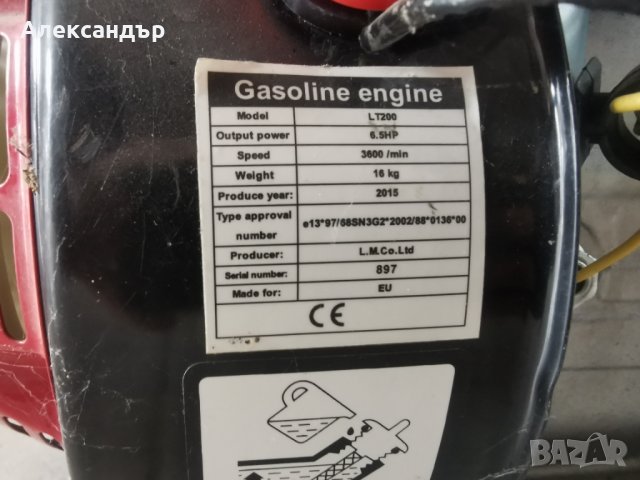 Александър
Gasoline engine
Model LT200
Output power 6.5HP
Speed 3600 /min
Weight 16 kg
Produce year: 2015
Type approval number e13*97/68SN3G2*2002/88*0136*00
Producer: L.M.Co.Ltd
Serial number: 897
Made for: EU
CE
BAZAR